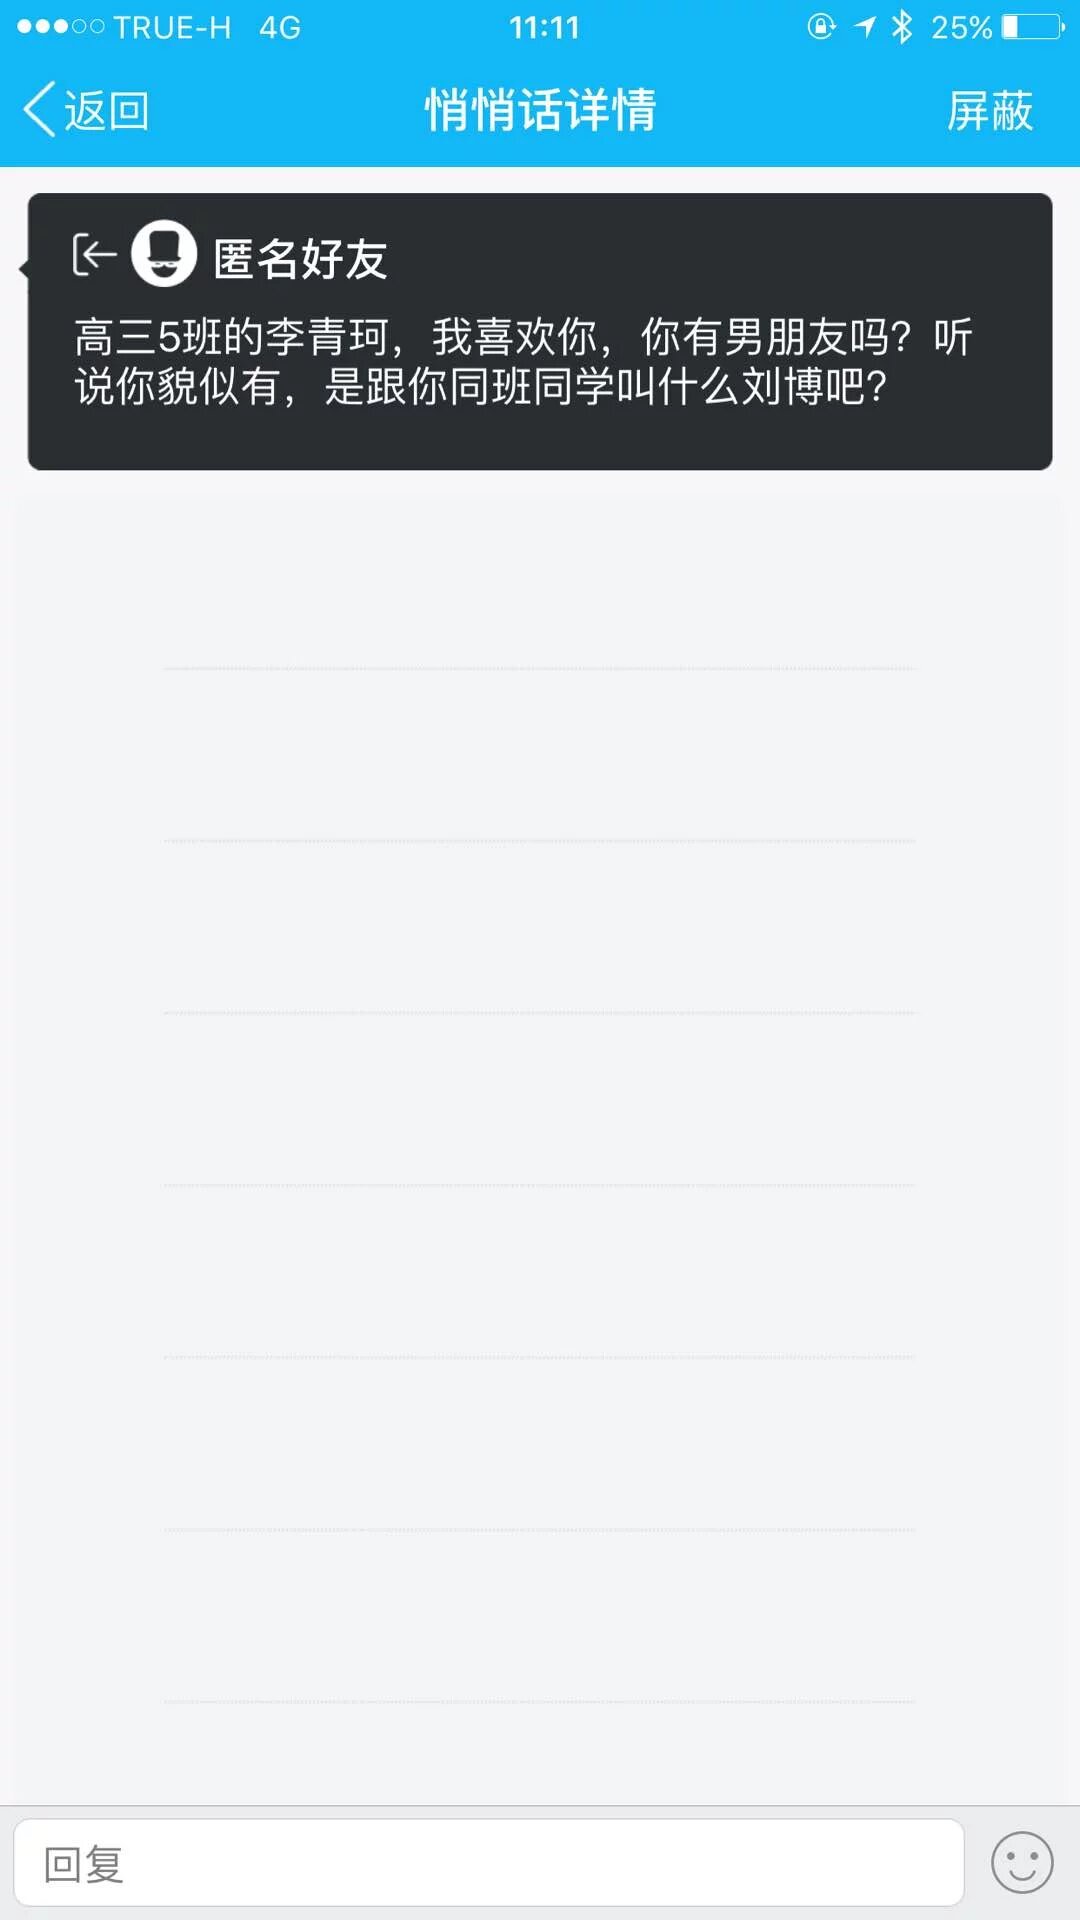 TRUE-H 4G 11:11 25%
返回 悄悄话详情 屏蔽
匿名好友
高三5班的李青珂，我喜欢你，你有男朋友吗？听
说你貌似有，是跟你同班同学叫什么刘博吧？
回复